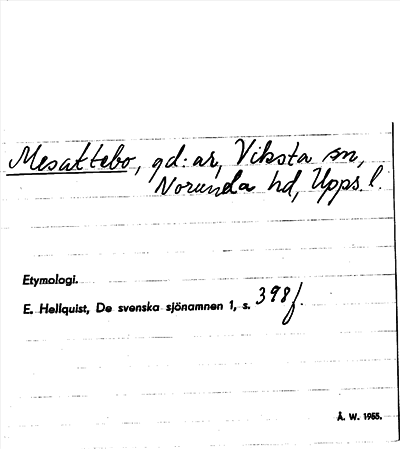 Mesattebo, gd:ar, Viksta sn,
Norunda hd, Upps. l.
Etymologi.
E. Hellquist, De svenska sjönamnen 1, s. 398 f.
Å. W. 1955.